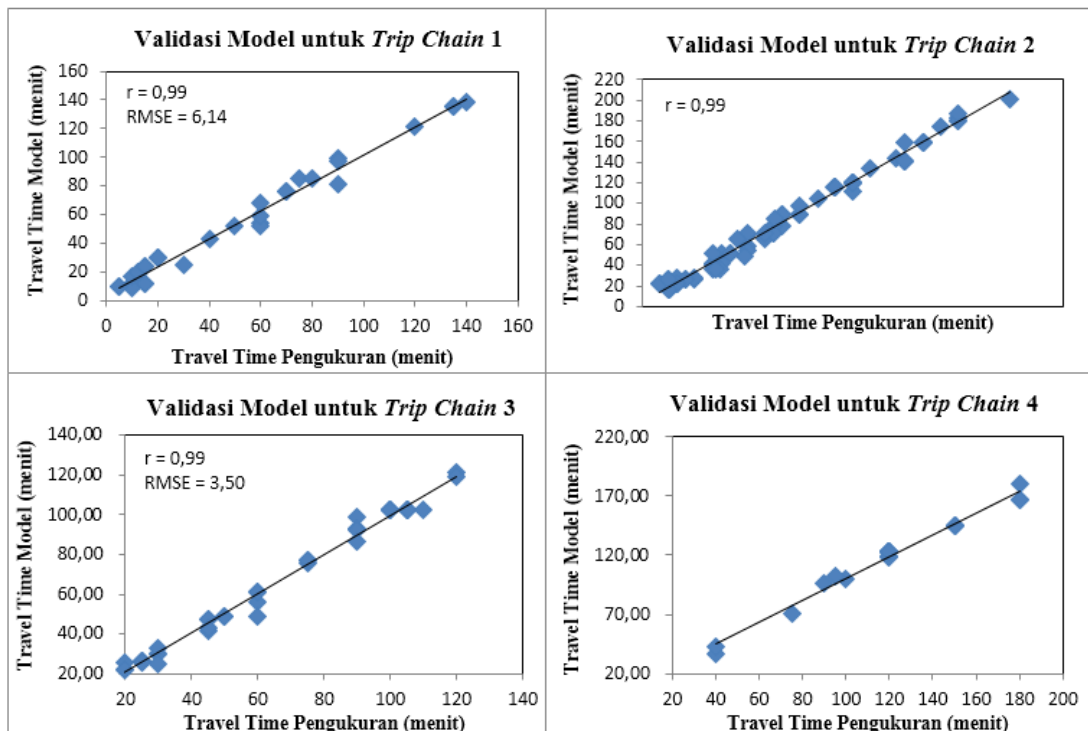 Validasi Model untuk Trip Chain 1
Travel Time Model (menit)
160
140
120
100
80
60
40
20
0
r = 0,99
RMSE = 6,14
0 20 40 60 80 100 120 140 160
Travel Time Pengukuran (menit)
Validasi Model untuk Trip Chain 2
Travel Time Model (menit)
220
200
180
160
140
120
100
80
60
40
20
0
r = 0,99
Travel Time Pengukuran (menit)
Validasi Model untuk Trip Chain 3
Travel Time Model (menit)
140,00
120,00
100,00
80,00
60,00
40,00
20,00
r = 0,99
RMSE = 3,50
20 40 60 80 100 120 140
Travel Time Pengukuran (menit)
Validasi Model untuk Trip Chain 4
Travel Time Model (menit)
220,00
170,00
120,00
70,00
20,00
20 40 60 80 100 120 140 160 180 200
Travel Time Pengukuran (menit)